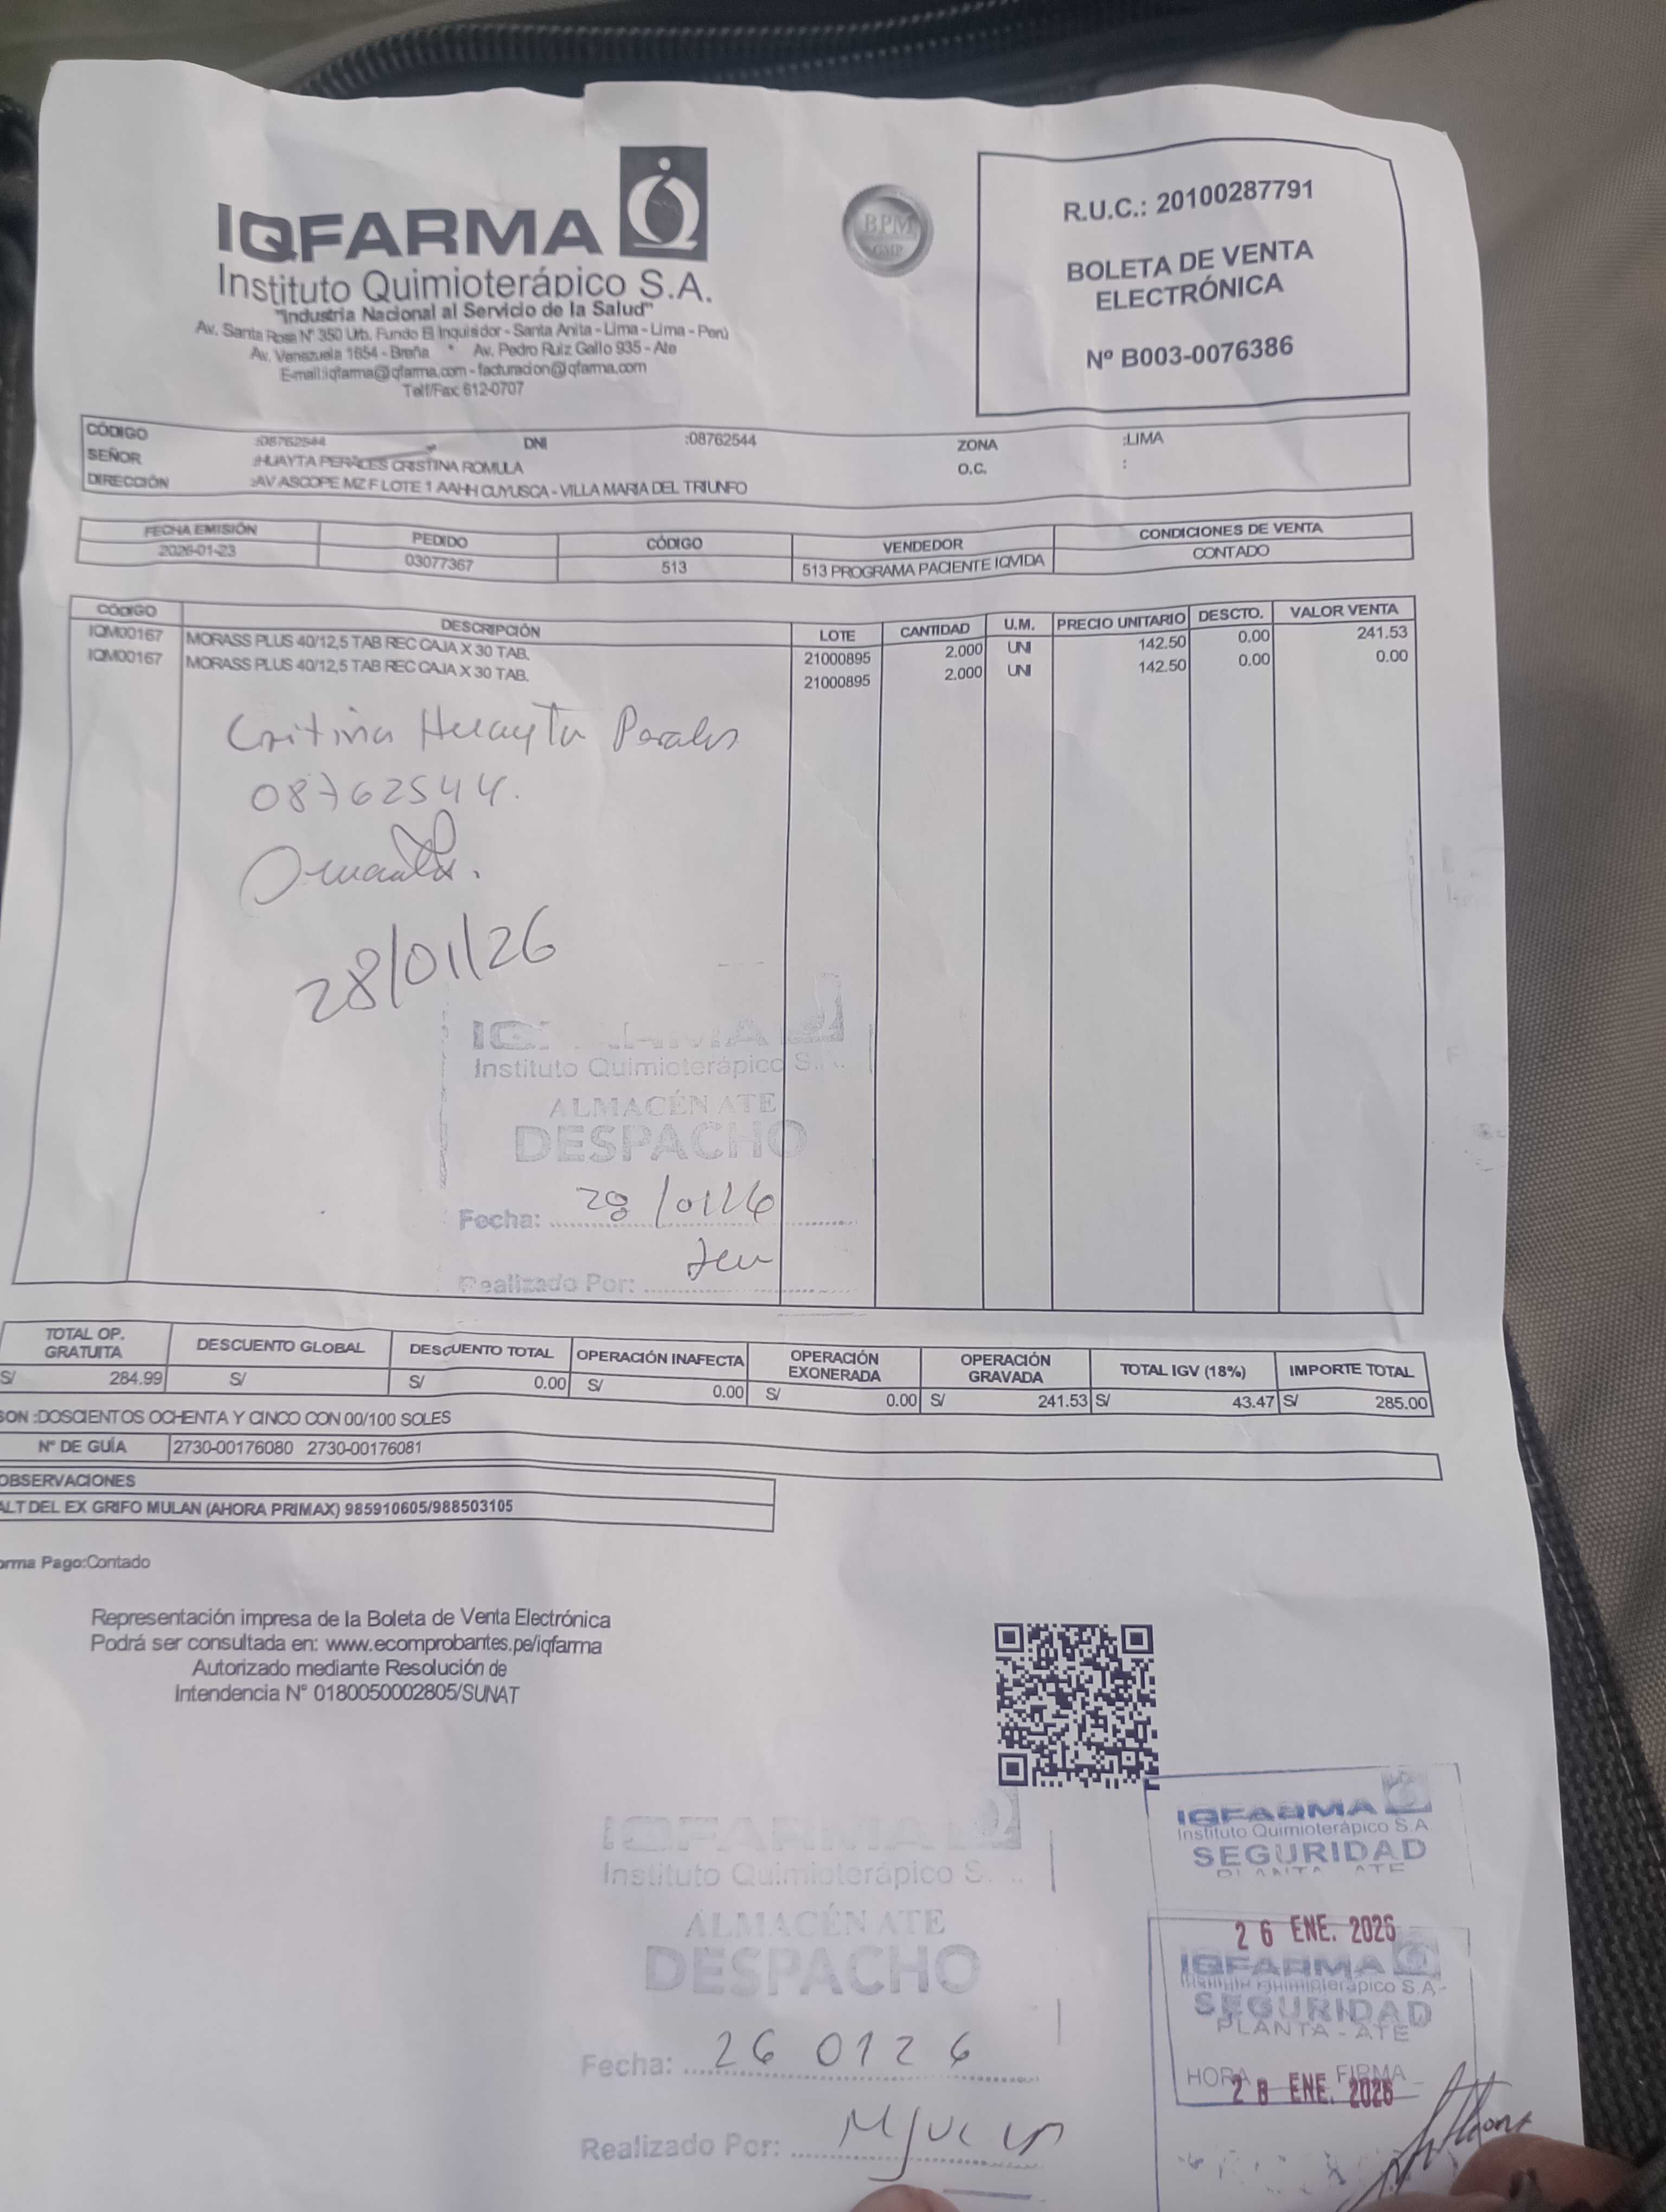 IQFARMA
Instituto Quimioterápico S.A.
"Industria Nacional al Servicio de la Salud"
Av. Santa Rosa N° 350 Urb. Fundo El Inquisidor - Santa Anita - Lima - Lima - Perú
Av. Venezuela 1654 - Breña * Av. Pedro Ruiz Gallo 935 - Ate
E-mail:iqfarma@iqfarma.com - facturacion@iqfarma.com
Telf/Fax: 612-0707
BPM
GMP
R.U.C.: 20100287791
BOLETA DE VENTA
ELECTRÓNICA
Nº B003-0076386
CÓDIGO :08762544 DNI :08762544 ZONA :LIMA
SEÑOR :HUAYTA PERALES CRISTINA ROMULA O.C. :
DIRECCIÓN :AV ASCOPE MZ F LOTE 1 AAHH CUYUSCA - VILLA MARIA DEL TRIUNFO
FECHA EMISIÓN PEDIDO CÓDIGO VENDEDOR CONDICIONES DE VENTA
2026-01-23 03077367 513 513 PROGRAMA PACIENTE IQVIDA CONTADO
CÓDIGO DESCRIPCIÓN LOTE CANTIDAD U.M. PRECIO UNITARIO DESCTO. VALOR VENTA
IQM00167 MORASS PLUS 40/12,5 TAB REC CAJA X 30 TAB. 21000895 2.000 UNI 142.50 0.00 241.53
IQM00167 MORASS PLUS 40/12,5 TAB REC CAJA X 30 TAB. 21000895 2.000 UNI 142.50 0.00 0.00
Huayta Perales
08762544.
28/01/26
Instituto Quimioterápico S.
ALMACÉN ATE
DESPACHO
Fecha: 28/01/26
Realizado Por:
TOTAL OP. GRATUITA DESCUENTO GLOBAL DESCUENTO TOTAL OPERACIÓN INAFECTA OPERACIÓN EXONERADA OPERACIÓN GRAVADA TOTAL IGV (18%) IMPORTE TOTAL
S/ 284.99 S/ S/ 0.00 S/ 0.00 S/ 0.00 S/ 241.53 S/ 43.47 S/ 285.00
SON :DOSCIENTOS OCHENTA Y CINCO CON 00/100 SOLES
N° DE GUÍA 2730-00176080 2730-00176081
OBSERVACIONES
ALT DEL EX GRIFO MULAN (AHORA PRIMAX) 985910605/988503105
orma Pago:Contado
Representación impresa de la Boleta de Venta Electrónica
Podrá ser consultada en: www.ecomprobantes.pe/iqfarma
Autorizado mediante Resolución de
Intendencia N° 0180050002805/SUNAT
IQFARMA
Instituto Quimioterápico S.
ALMACÉN ATE
DESPACHO
Fecha: 26 01 26
Realizado Por:
IQFARMA
Instituto Quimioterápico S.A
SEGURIDAD
PLANTA - ATE
26 ENE. 2026
IQFARMA
Instituto Quimioterápico S.A.
SEGURIDAD
PLANTA - ATE
HORA FIRMA
28 ENE. 2026